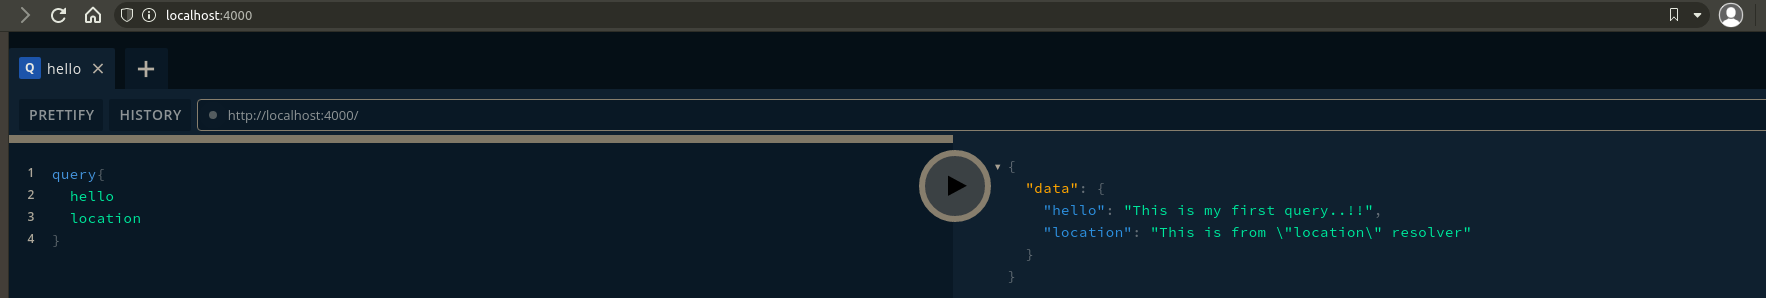 localhost:4000
Q hello
PRETTIFY HISTORY http://localhost:4000/
1 query{
2 hello
3 location
4 }
{
"data": {
"hello": "This is my first query..!!",
"location": "This is from \"location\" resolver"
}
}